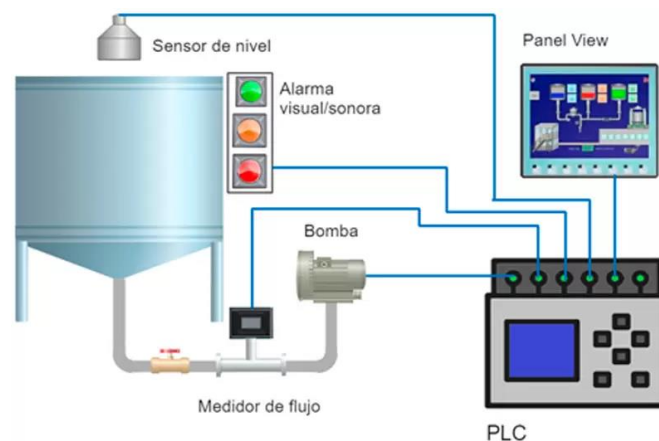 Sensor de nivel
Panel View
Alarma
visual/sonora
Bomba
Medidor de flujo
PLC